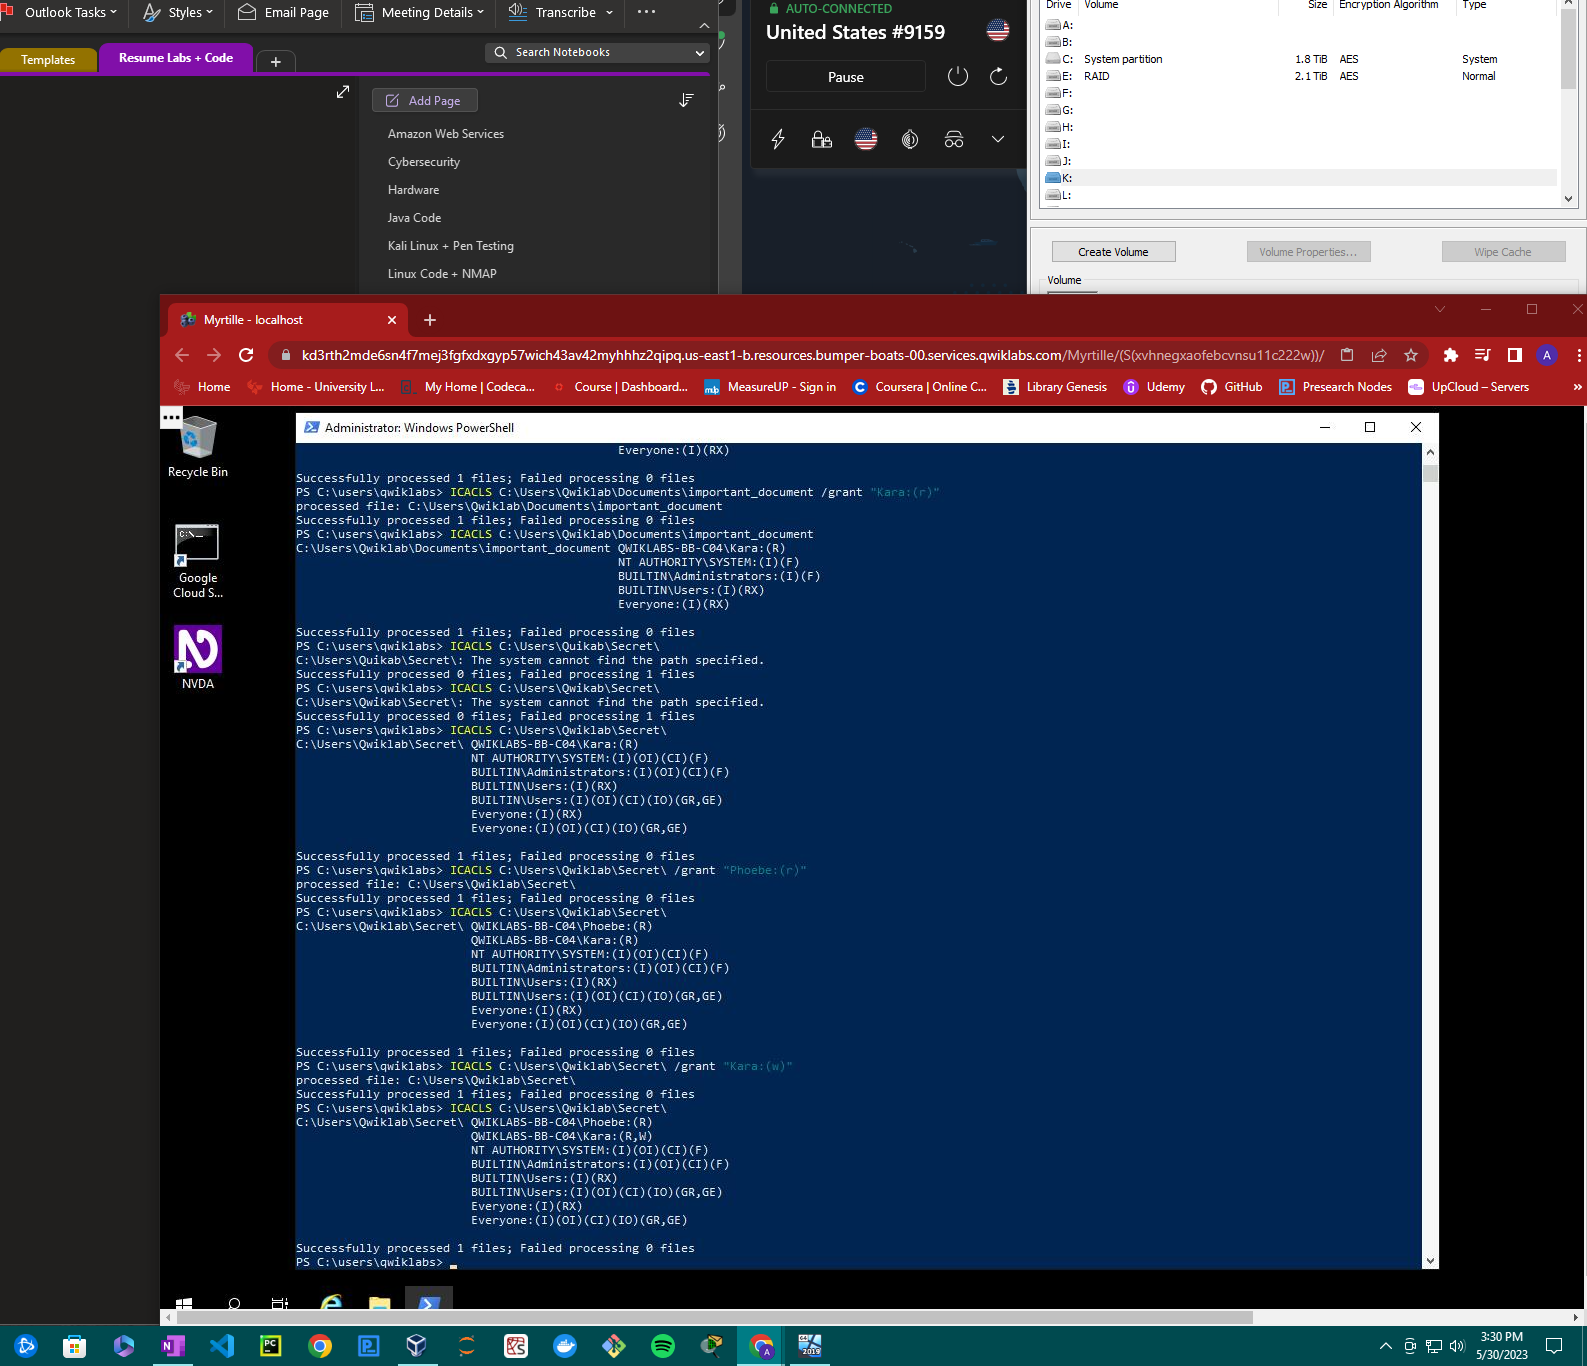 Outlook Tasks
Styles
Email Page
Meeting Details
Transcribe
Templates
Resume Labs + Code
+
Search Notebooks
Add Page
Amazon Web Services
Cybersecurity
Hardware
Java Code
Kali Linux + Pen Testing
Linux Code + NMAP
AUTO-CONNECTED
United States #9159
Pause
Drive Volume Size Encryption Algorithm Type
A:
B:
C: System partition 1.8 TiB AES System
E: RAID 2.1 TiB AES Normal
F:
G:
H:
I:
J:
K:
L:
Create Volume
Volume Properties...
Wipe Cache
Volume
Myrtille - localhost
kd3rth2mde6sn4f7mej3fgfxdxgyp57wich43av42myhhhz2qipq.us-east1-b.resources.bumper-boats-00.services.qwiklabs.com/Myrtille/(S(xvhnegxaofebcvnsu11c222w))/
A
Home
Home - University L...
My Home | Codeca...
Course | Dashboard...
MeasureUP - Sign in
Coursera | Online C...
Library Genesis
Udemy
GitHub
Presearch Nodes
UpCloud – Servers
»
Recycle Bin
Google
Cloud S...
NVDA
Administrator: Windows PowerShell
Everyone:(I)(RX)
Successfully processed 1 files; Failed processing 0 files
PS C:\users\qwiklabs> ICACLS C:\Users\Qwiklab\Documents\important_document /grant "Kara:(r)"
processed file: C:\Users\Qwiklab\Documents\important_document
Successfully processed 1 files; Failed processing 0 files
PS C:\users\qwiklabs> ICACLS C:\Users\Qwiklab\Documents\important_document
C:\Users\Qwiklab\Documents\important_document QWIKLABS-BB-C04\Kara:(R)
NT AUTHORITY\SYSTEM:(I)(F)
BUILTIN\Administrators:(I)(F)
BUILTIN\Users:(I)(RX)
Everyone:(I)(RX)
Successfully processed 1 files; Failed processing 0 files
PS C:\users\qwiklabs> ICACLS C:\Users\Quikab\Secret\
C:\Users\Quikab\Secret\: The system cannot find the path specified.
Successfully processed 0 files; Failed processing 1 files
PS C:\users\qwiklabs> ICACLS C:\Users\Qwikab\Secret\
C:\Users\Qwikab\Secret\: The system cannot find the path specified.
Successfully processed 0 files; Failed processing 1 files
PS C:\users\qwiklabs> ICACLS C:\Users\Qwiklab\Secret\
C:\Users\Qwiklab\Secret\ QWIKLABS-BB-C04\Kara:(R)
NT AUTHORITY\SYSTEM:(I)(OI)(CI)(F)
BUILTIN\Administrators:(I)(OI)(CI)(F)
BUILTIN\Users:(I)(RX)
BUILTIN\Users:(I)(OI)(CI)(IO)(GR,GE)
Everyone:(I)(RX)
Everyone:(I)(OI)(CI)(IO)(GR,GE)
Successfully processed 1 files; Failed processing 0 files
PS C:\users\qwiklabs> ICACLS C:\Users\Qwiklab\Secret\ /grant "Phoebe:(r)"
processed file: C:\Users\Qwiklab\Secret\
Successfully processed 1 files; Failed processing 0 files
PS C:\users\qwiklabs> ICACLS C:\Users\Qwiklab\Secret\
C:\Users\Qwiklab\Secret\ QWIKLABS-BB-C04\Phoebe:(R)
QWIKLABS-BB-C04\Kara:(R)
NT AUTHORITY\SYSTEM:(I)(OI)(CI)(F)
BUILTIN\Administrators:(I)(OI)(CI)(F)
BUILTIN\Users:(I)(RX)
BUILTIN\Users:(I)(OI)(CI)(IO)(GR,GE)
Everyone:(I)(RX)
Everyone:(I)(OI)(CI)(IO)(GR,GE)
Successfully processed 1 files; Failed processing 0 files
PS C:\users\qwiklabs> ICACLS C:\Users\Qwiklab\Secret\ /grant "Kara:(w)"
processed file: C:\Users\Qwiklab\Secret\
Successfully processed 1 files; Failed processing 0 files
PS C:\users\qwiklabs> ICACLS C:\Users\Qwiklab\Secret\
C:\Users\Qwiklab\Secret\ QWIKLABS-BB-C04\Phoebe:(R)
QWIKLABS-BB-C04\Kara:(R,W)
NT AUTHORITY\SYSTEM:(I)(OI)(CI)(F)
BUILTIN\Administrators:(I)(OI)(CI)(F)
BUILTIN\Users:(I)(RX)
BUILTIN\Users:(I)(OI)(CI)(IO)(GR,GE)
Everyone:(I)(RX)
Everyone:(I)(OI)(CI)(IO)(GR,GE)
Successfully processed 1 files; Failed processing 0 files
PS C:\users\qwiklabs>
3:30 PM
5/30/2023